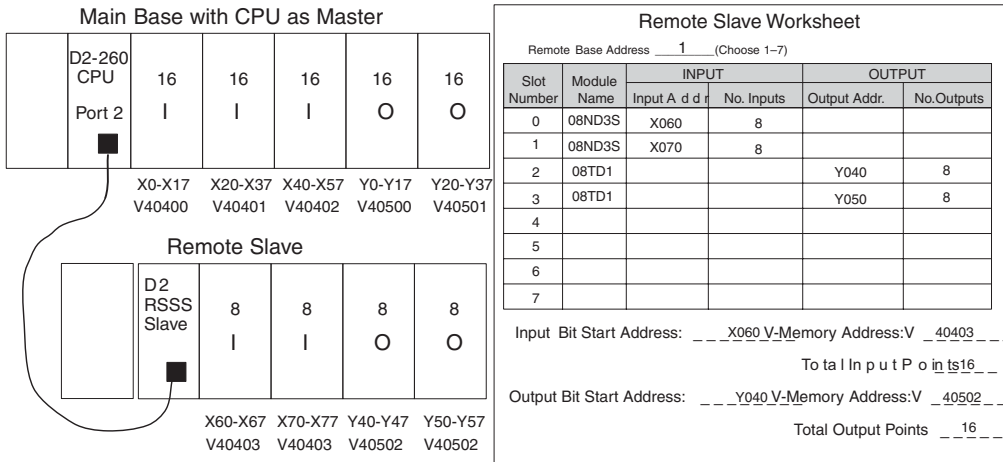 Main Base with CPU as Master
D2-260
CPU
Port 2
16 16 16 16 16
I I I O O
X0-X17 X20-X37 X40-X57 Y0-Y17 Y20-Y37
V40400 V40401 V40402 V40500 V40501
Remote Slave
D2
RSSS
Slave
8 8 8 8
I I O O
X60-X67 X70-X77 Y40-Y47 Y50-Y57
V40403 V40403 V40502 V40502
Remote Slave Worksheet
Remote Base Address 1 (Choose 1–7)
Slot Number Module Name INPUT OUTPUT
Input A d d r No. Inputs Output Addr. No.Outputs
0 08ND3S X060 8
1 08ND3S X070 8
2 08TD1 Y040 8
3 08TD1 Y050 8
4
5
6
7
Input Bit Start Address: X060 V-Memory Address:V 40403
To ta l In p u t P o in ts16
Output Bit Start Address: Y040 V-Memory Address:V 40502
Total Output Points 16